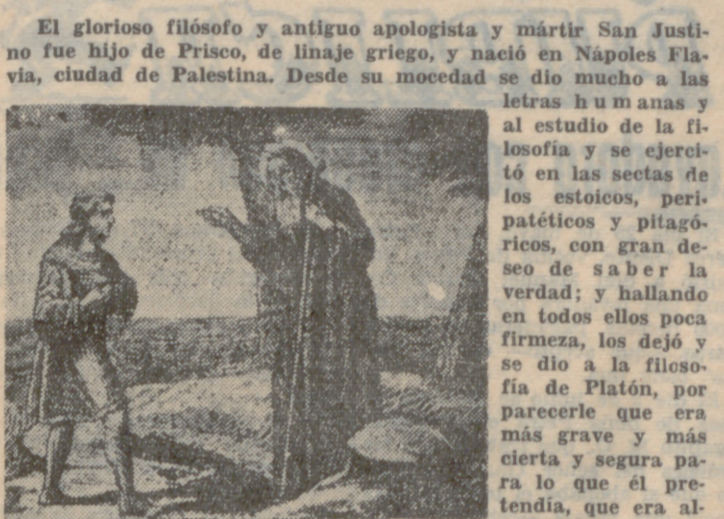 El glorioso filósofo y antiguo apologista y mártir San Justi-
no fue hijo de Prisco, de linaje griego, y nació en Nápoles Fla-
via, ciudad de Palestina. Desde su mocedad se dio mucho a las
letras humanas y
al estudio de la fi-
losofía y se ejerci-
tó en las sectas de
los estoicos, peri-
patéticos y pitagó-
ricos, con gran de-
seo de saber la
verdad; y hallando
en todos ellos poca
firmeza, los dejó y
se dio a la filoso-
fía de Platón, por
parecerle que era
más grave y más
cierta y segura pa-
ra lo que él pre-
tendía, que era al-